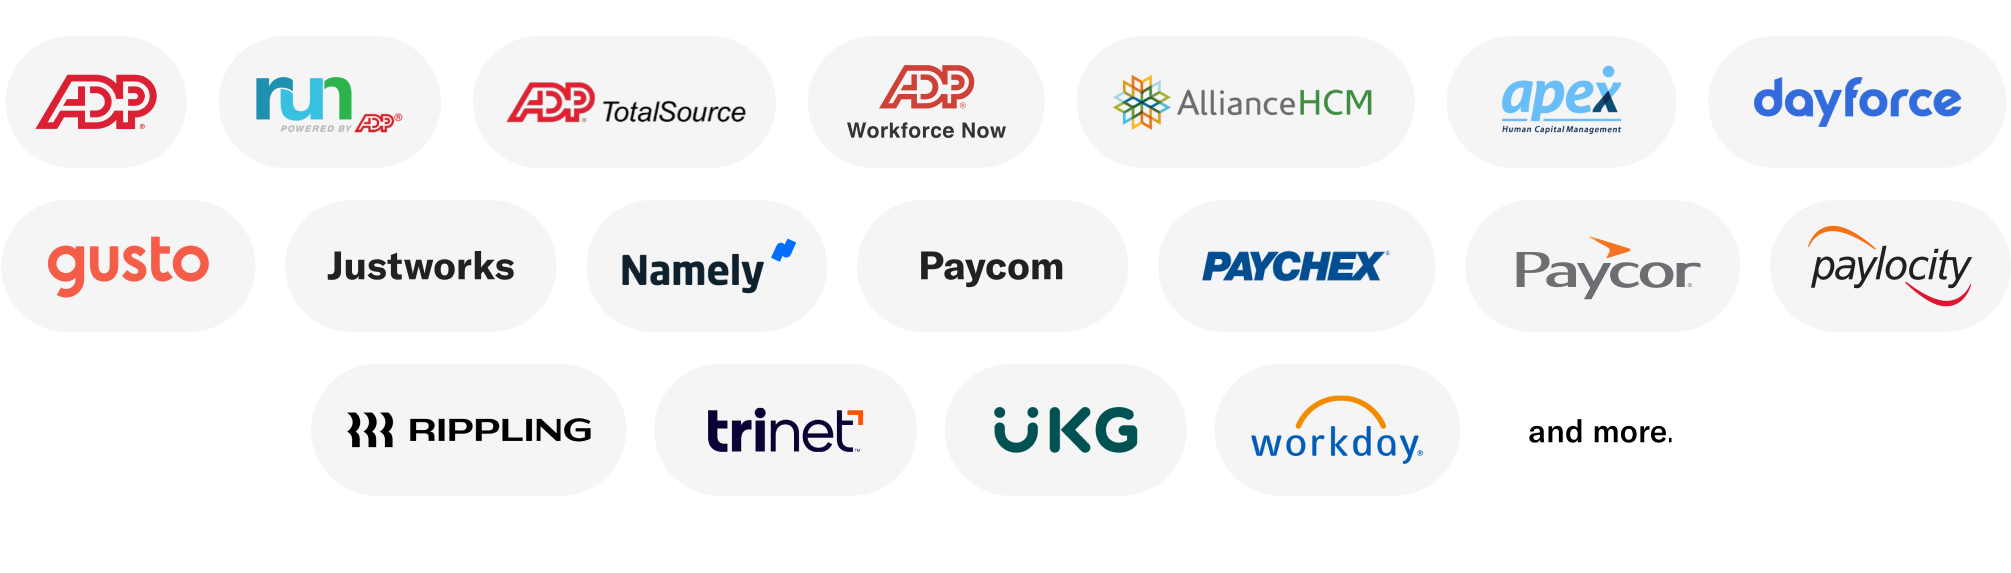 ADP®
run
POWERED BY ADP®
ADP® TotalSource
ADP®
Workforce Now
AllianceHCM
apex
Human Capital Management
dayforce
gusto
Justworks
Namely
Paycom
PAYCHEX®
Paycor®
paylocity
RIPPLING
trinet™
UKG
workday®
and more.